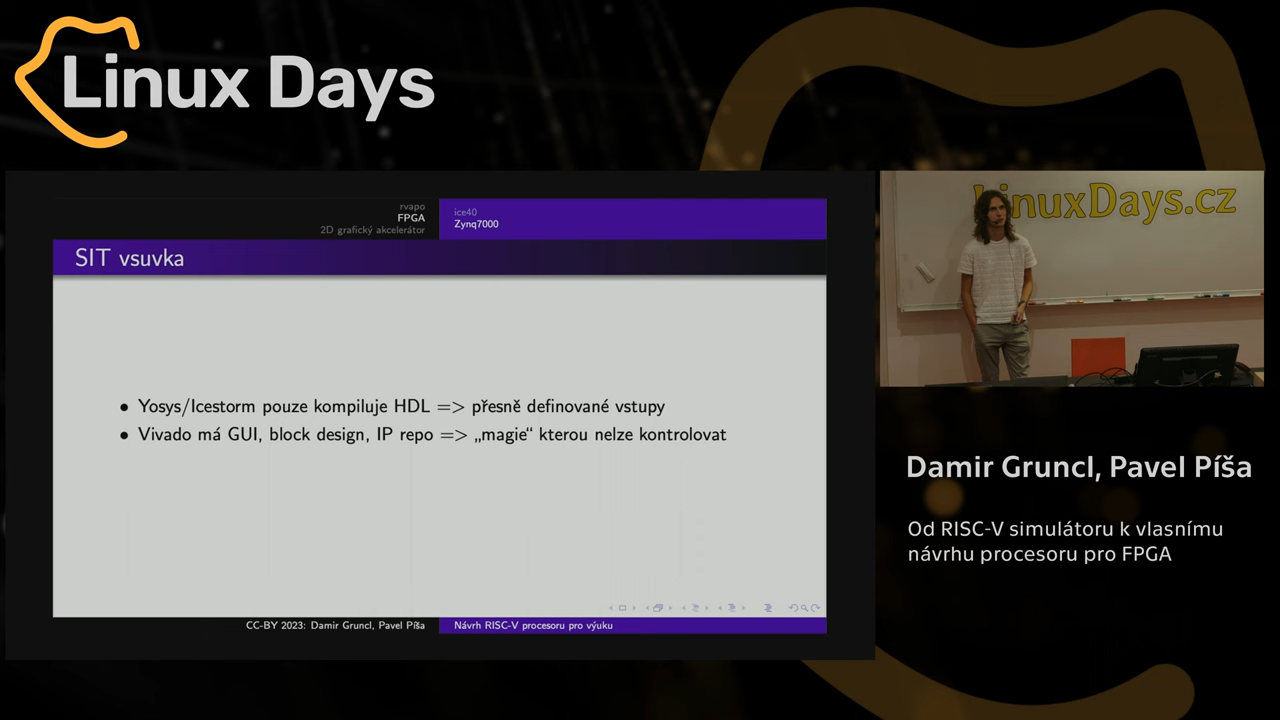 Linux Days
rvapo
FPGA
2D grafický akcelerátor
ice40
Zynq7000
SIT vsuvka
• Yosys/Icestorm pouze kompiluje HDL => přesně definované vstupy
• Vivado má GUI, block design, IP repo => „magie“ kterou nelze kontrolovat
CC-BY 2023: Damir Gruncl, Pavel Píša
Návrh RISC-V procesoru pro výuku
LinuxDays.cz
Damir Gruncl, Pavel Píša
Od RISC-V simulátoru k vlasnímu
návrhu procesoru pro FPGA